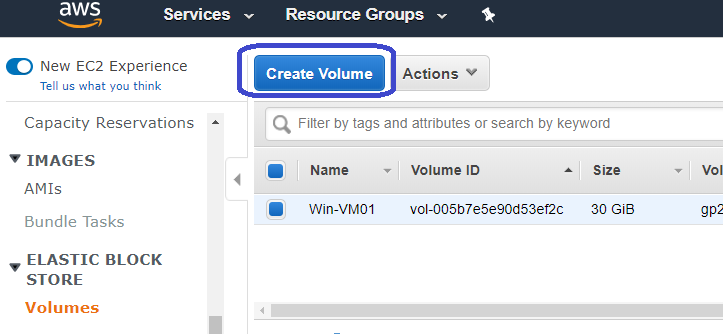 aws
Services
Resource Groups
New EC2 Experience
Tell us what you think
Capacity Reservations
IMAGES
AMIs
Bundle Tasks
ELASTIC BLOCK
STORE
Volumes
Create Volume
Actions
Filter by tags and attributes or search by keyword
Name Volume ID Size Vol
Win-VM01 vol-005b7e5e90d53ef2c 30 GiB gp2